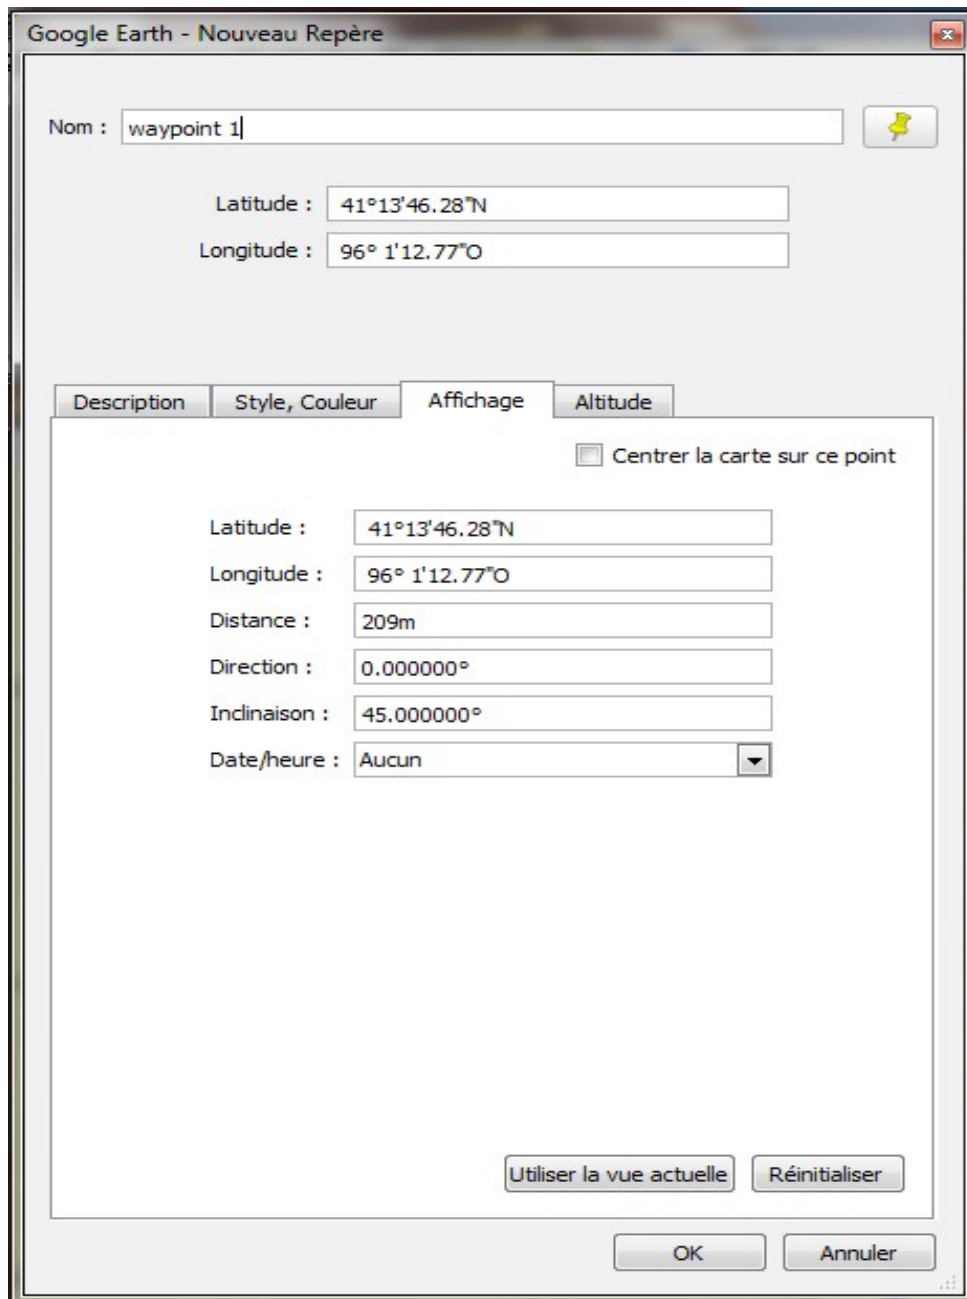 Google Earth - Nouveau Repère
Nom : waypoint 1
Latitude : 41°13'46.28"N
Longitude : 96° 1'12.77"O
Description Style, Couleur Affichage Altitude
Centrer la carte sur ce point
Latitude : 41°13'46.28"N
Longitude : 96° 1'12.77"O
Distance : 209m
Direction : 0.000000°
Inclinaison : 45.000000°
Date/heure : Aucun
Utiliser la vue actuelle Réinitialiser
OK Annuler